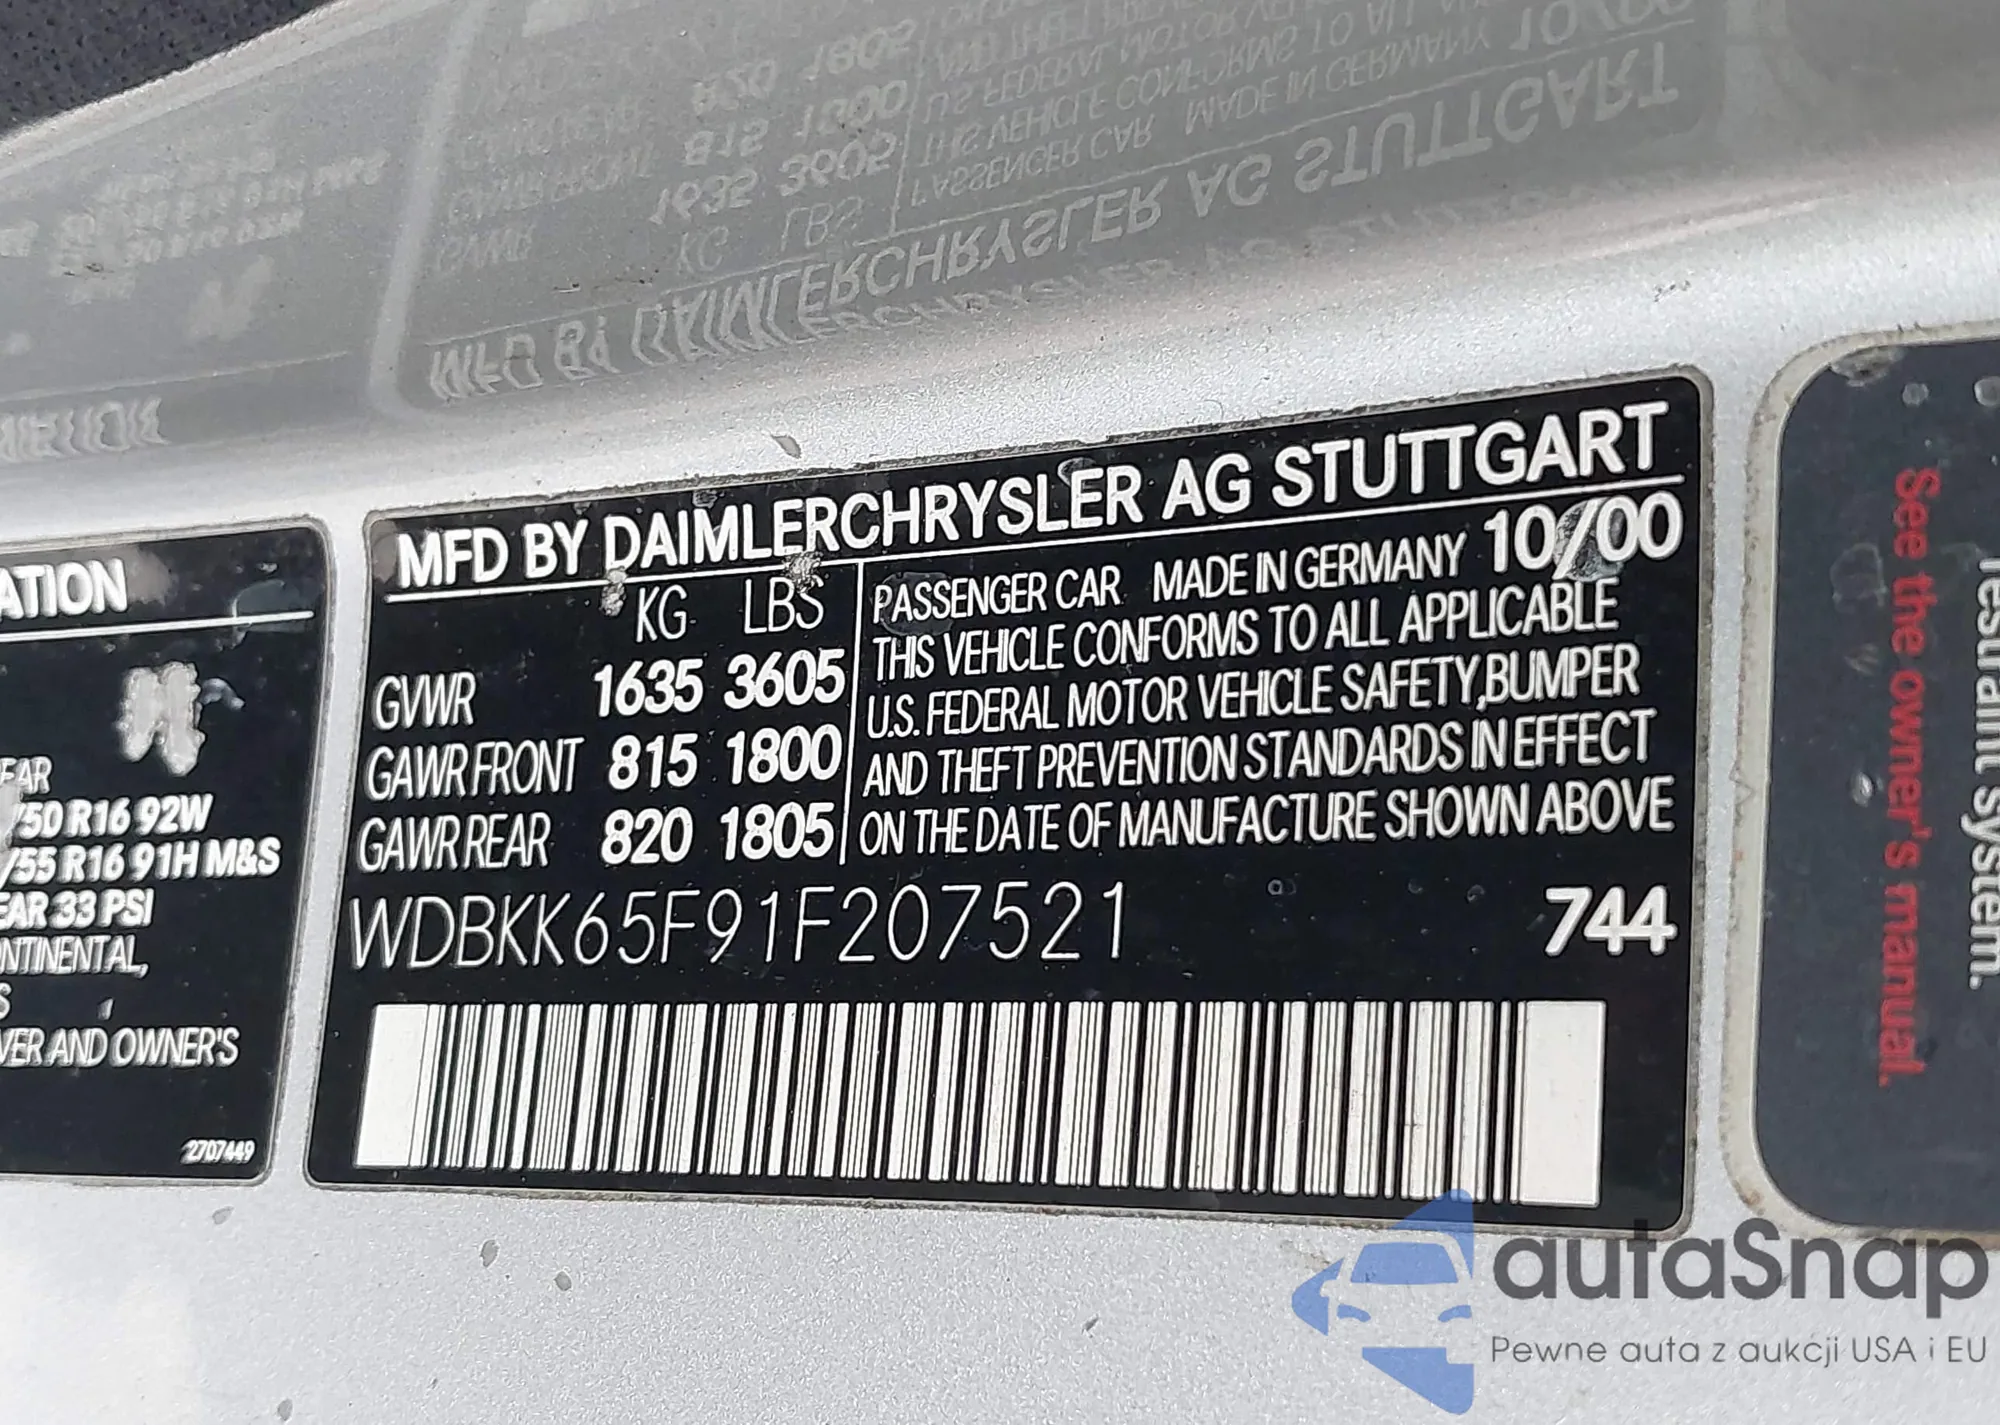 MFD BY DAIMLERCHRYSLER AG STUTTGART
KG LBS
GVWR 1635 3605
GAWR FRONT 815 1800
GAWR REAR 820 1805
PASSENGER CAR MADE IN GERMANY 10/00
THIS VEHICLE CONFORMS TO ALL APPLICABLE
U.S. FEDERAL MOTOR VEHICLE SAFETY, BUMPER
AND THEFT PREVENTION STANDARDS IN EFFECT
ON THE DATE OF MANUFACTURE SHOWN ABOVE
WDBKK65F91F207521 744
ATION
EAR
/50 R16 92W
/55 R16 91H M&S
EAR 33 PSI
ONTINENTAL,
S
VER AND OWNER'S
2707449
See the owner's manual.
restraint system.
autaSnap
Pewne auta z aukcji USA i EU